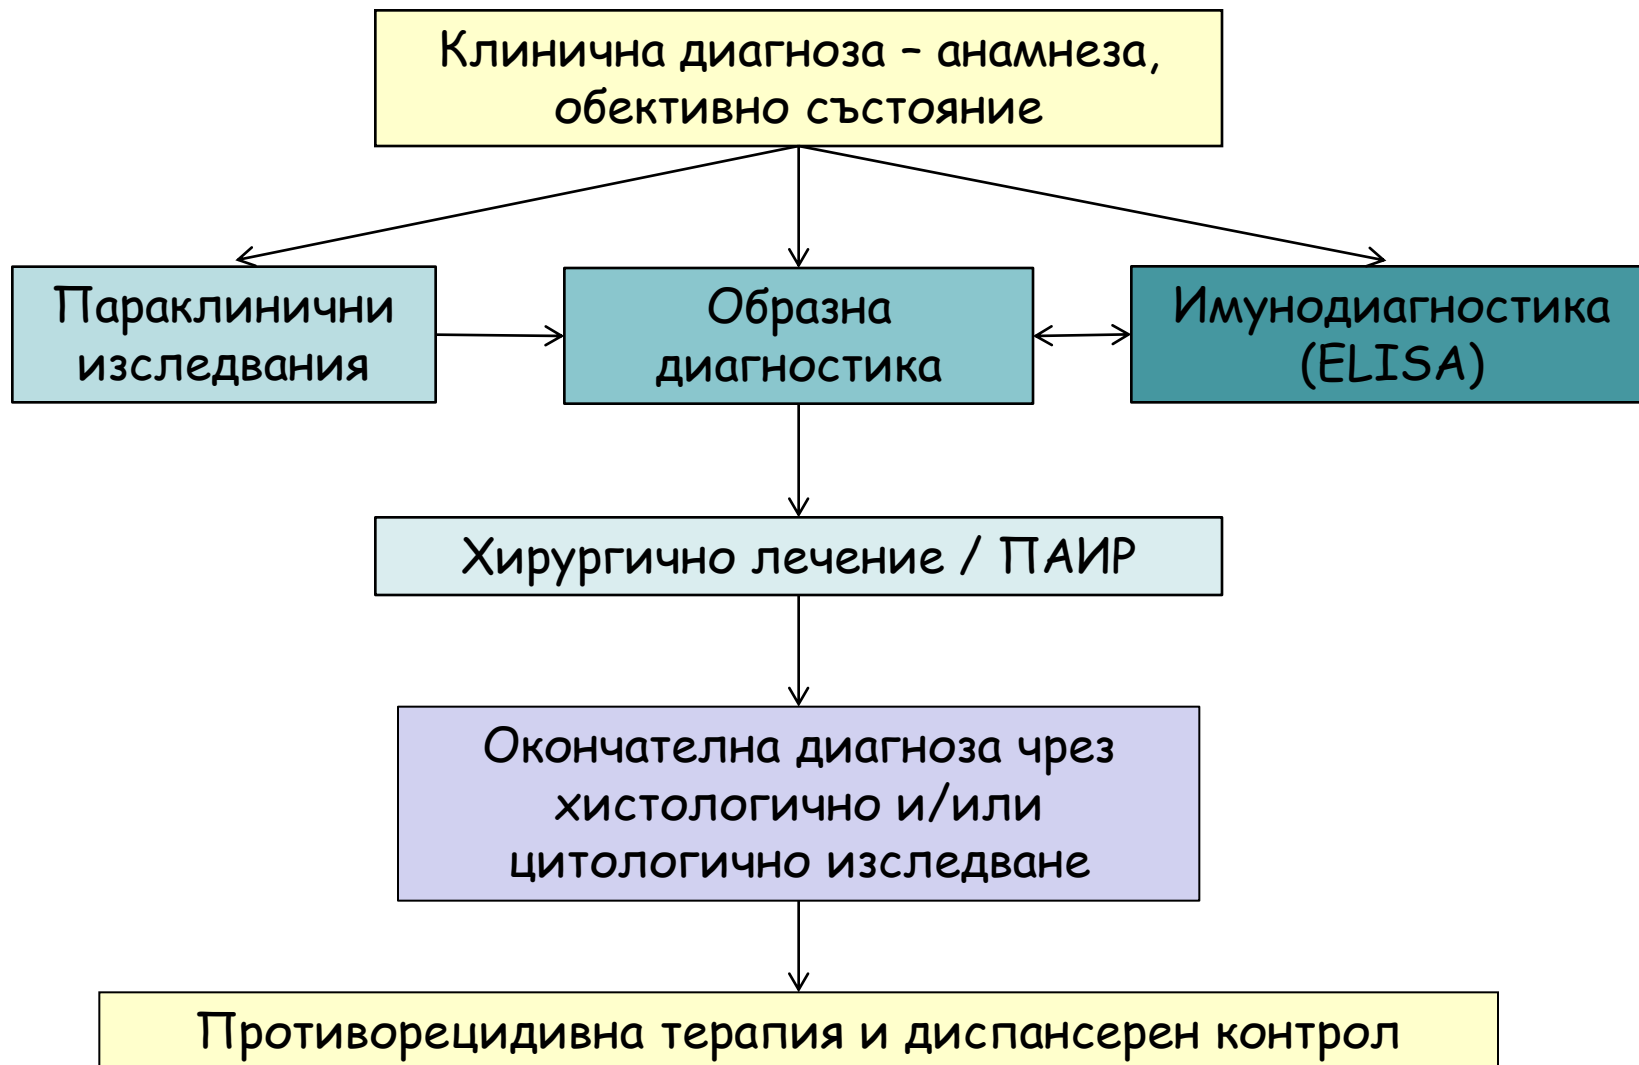 Клинична диагноза – анамнеза,
обективно състояние
Параклинични
изследвания
Образна
диагностика
Имунодиагностика
(ELISA)
Хирургично лечение / ПАИР
Окончателна диагноза чрез
хистологично и/или
цитологично изследване
Противорецидивна терапия и диспансерен контрол